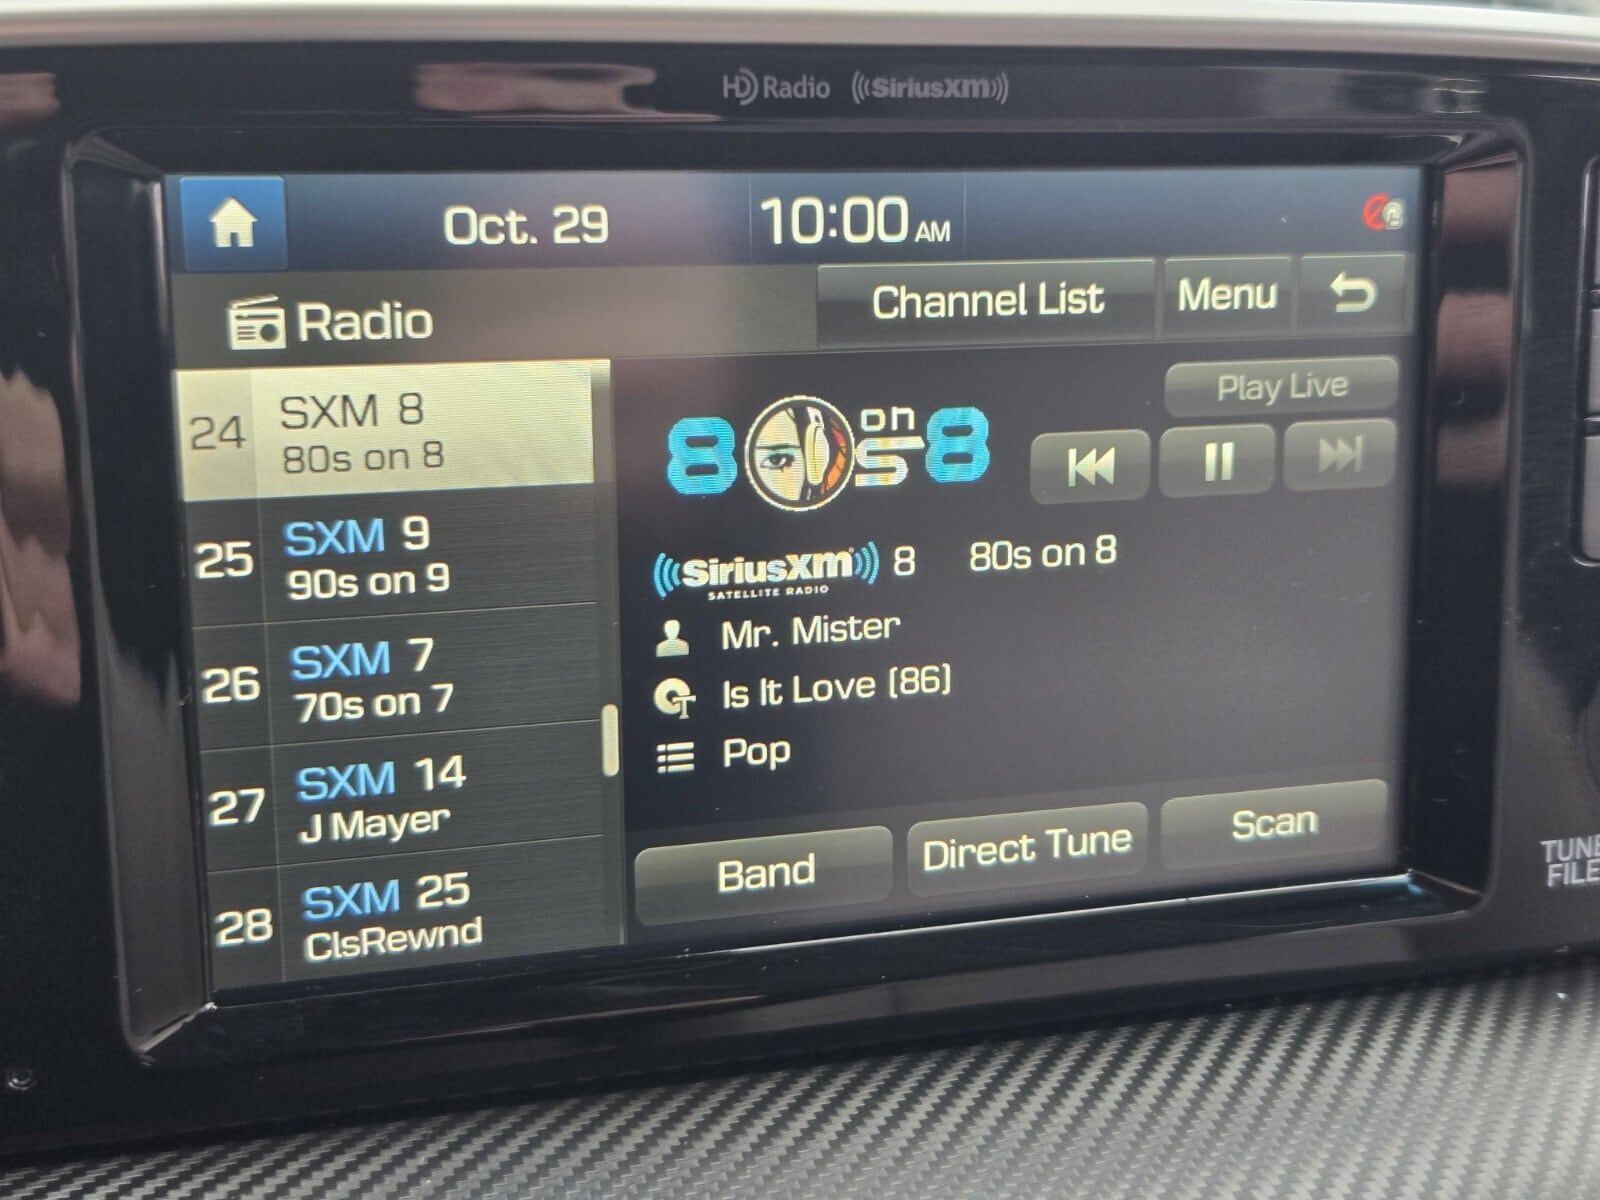 HD Radio ((SiriusXM))
Oct. 29 10:00 AM
Radio Channel List Menu
24 SXM 8
80s on 8
25 SXM 9
90s on 9
26 SXM 7
70s on 7
27 SXM 14
J Mayer
28 SXM 25
ClsRewnd
80s on 8
Play Live
((SiriusXM)) 8 80s on 8
SATELLITE RADIO
Mr. Mister
Is It Love (86)
Pop
Band Direct Tune Scan
TUNE
FILE